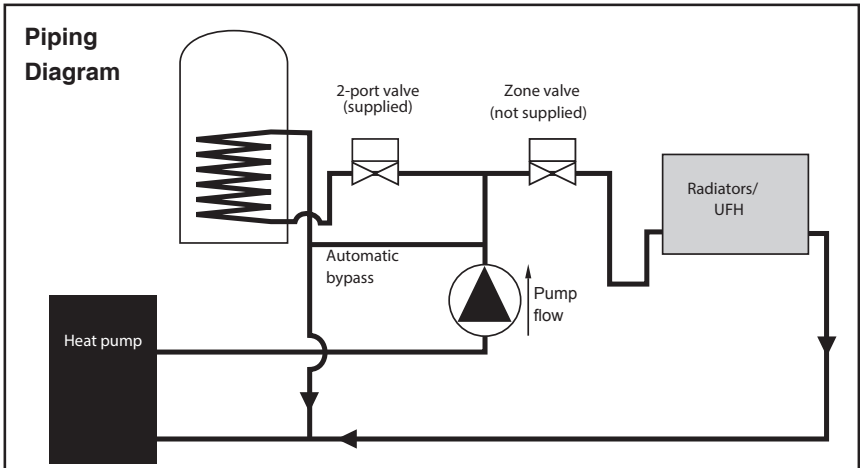 Piping
Diagram
2-port valve
(supplied)
Zone valve
(not supplied)
Radiators/
UFH
Automatic
bypass
Pump
flow
Heat pump